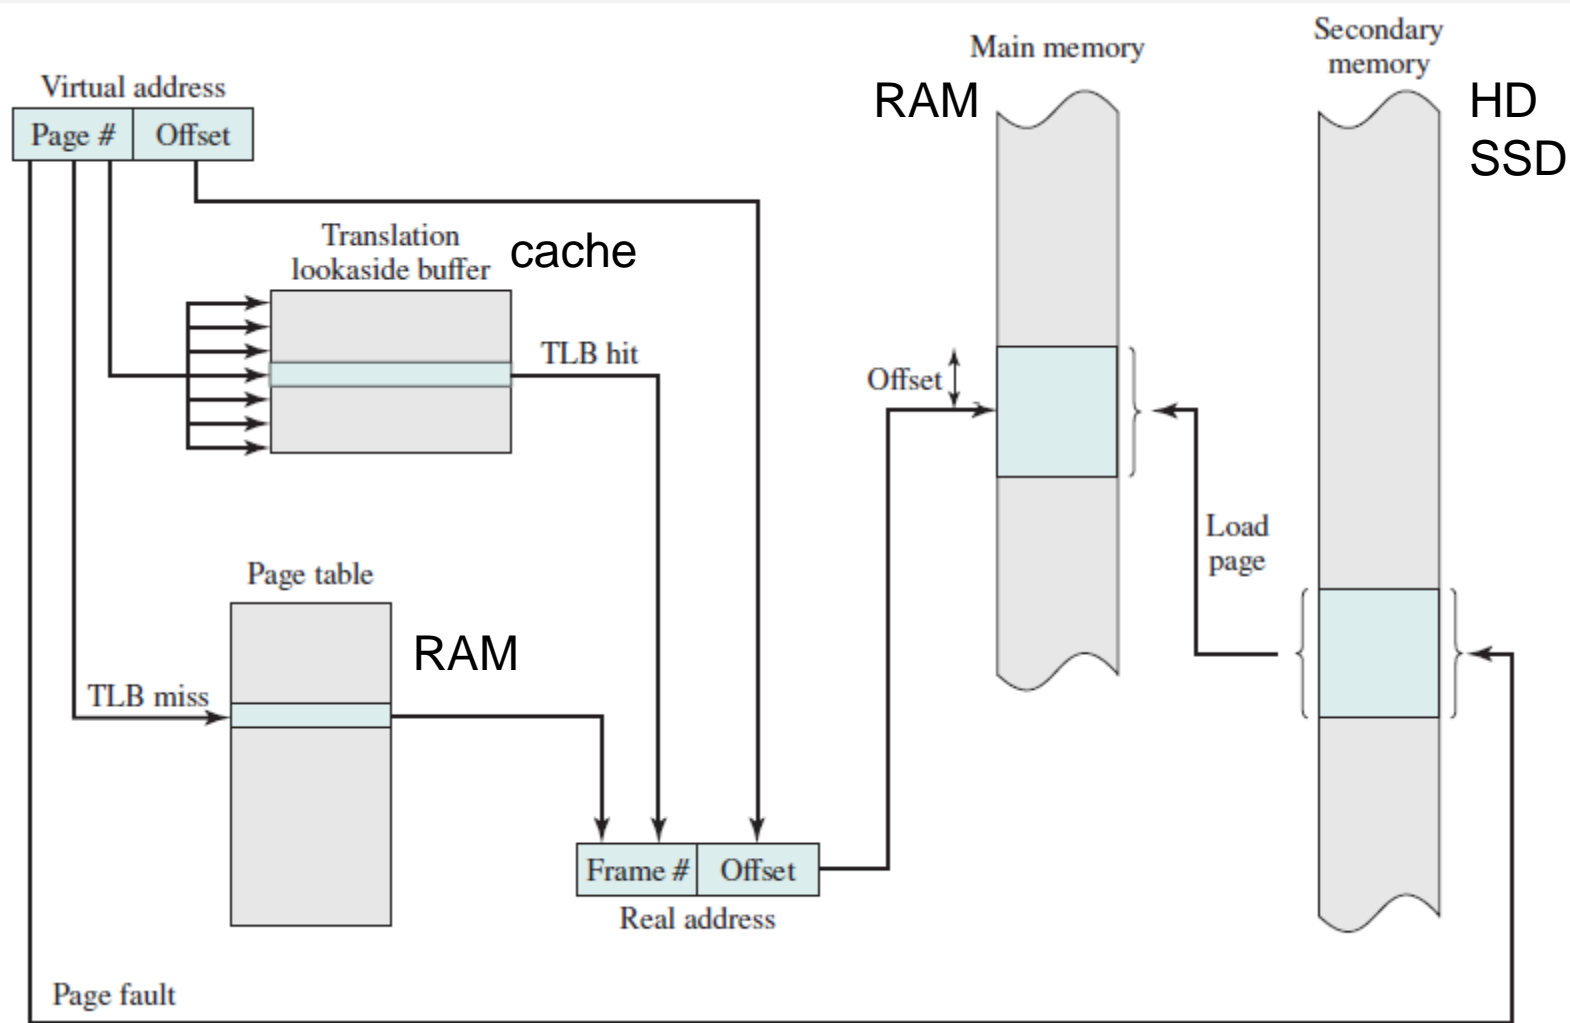 Main memory
Secondary
memory
RAM
HD
SSD
Virtual address
Page #
Offset
Translation
lookaside buffer
cache
TLB hit
Offset
Load
page
Page table
RAM
TLB miss
Frame #
Offset
Real address
Page fault